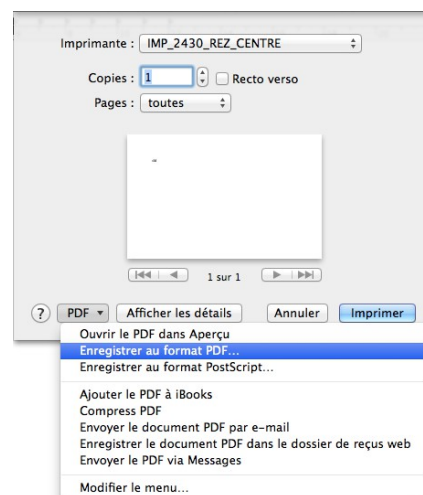 Imprimante : IMP_2430_REZ_CENTRE
Copies : 1 Recto verso
Pages : toutes
1 sur 1
? PDF Afficher les détails Annuler Imprimer
Ouvrir le PDF dans Aperçu
Enregistrer au format PDF...
Enregistrer au format PostScript...
Ajouter le PDF à iBooks
Compress PDF
Envoyer le document PDF par e-mail
Enregistrer le document PDF dans le dossier de reçus web
Envoyer le PDF via Messages
Modifier le menu...